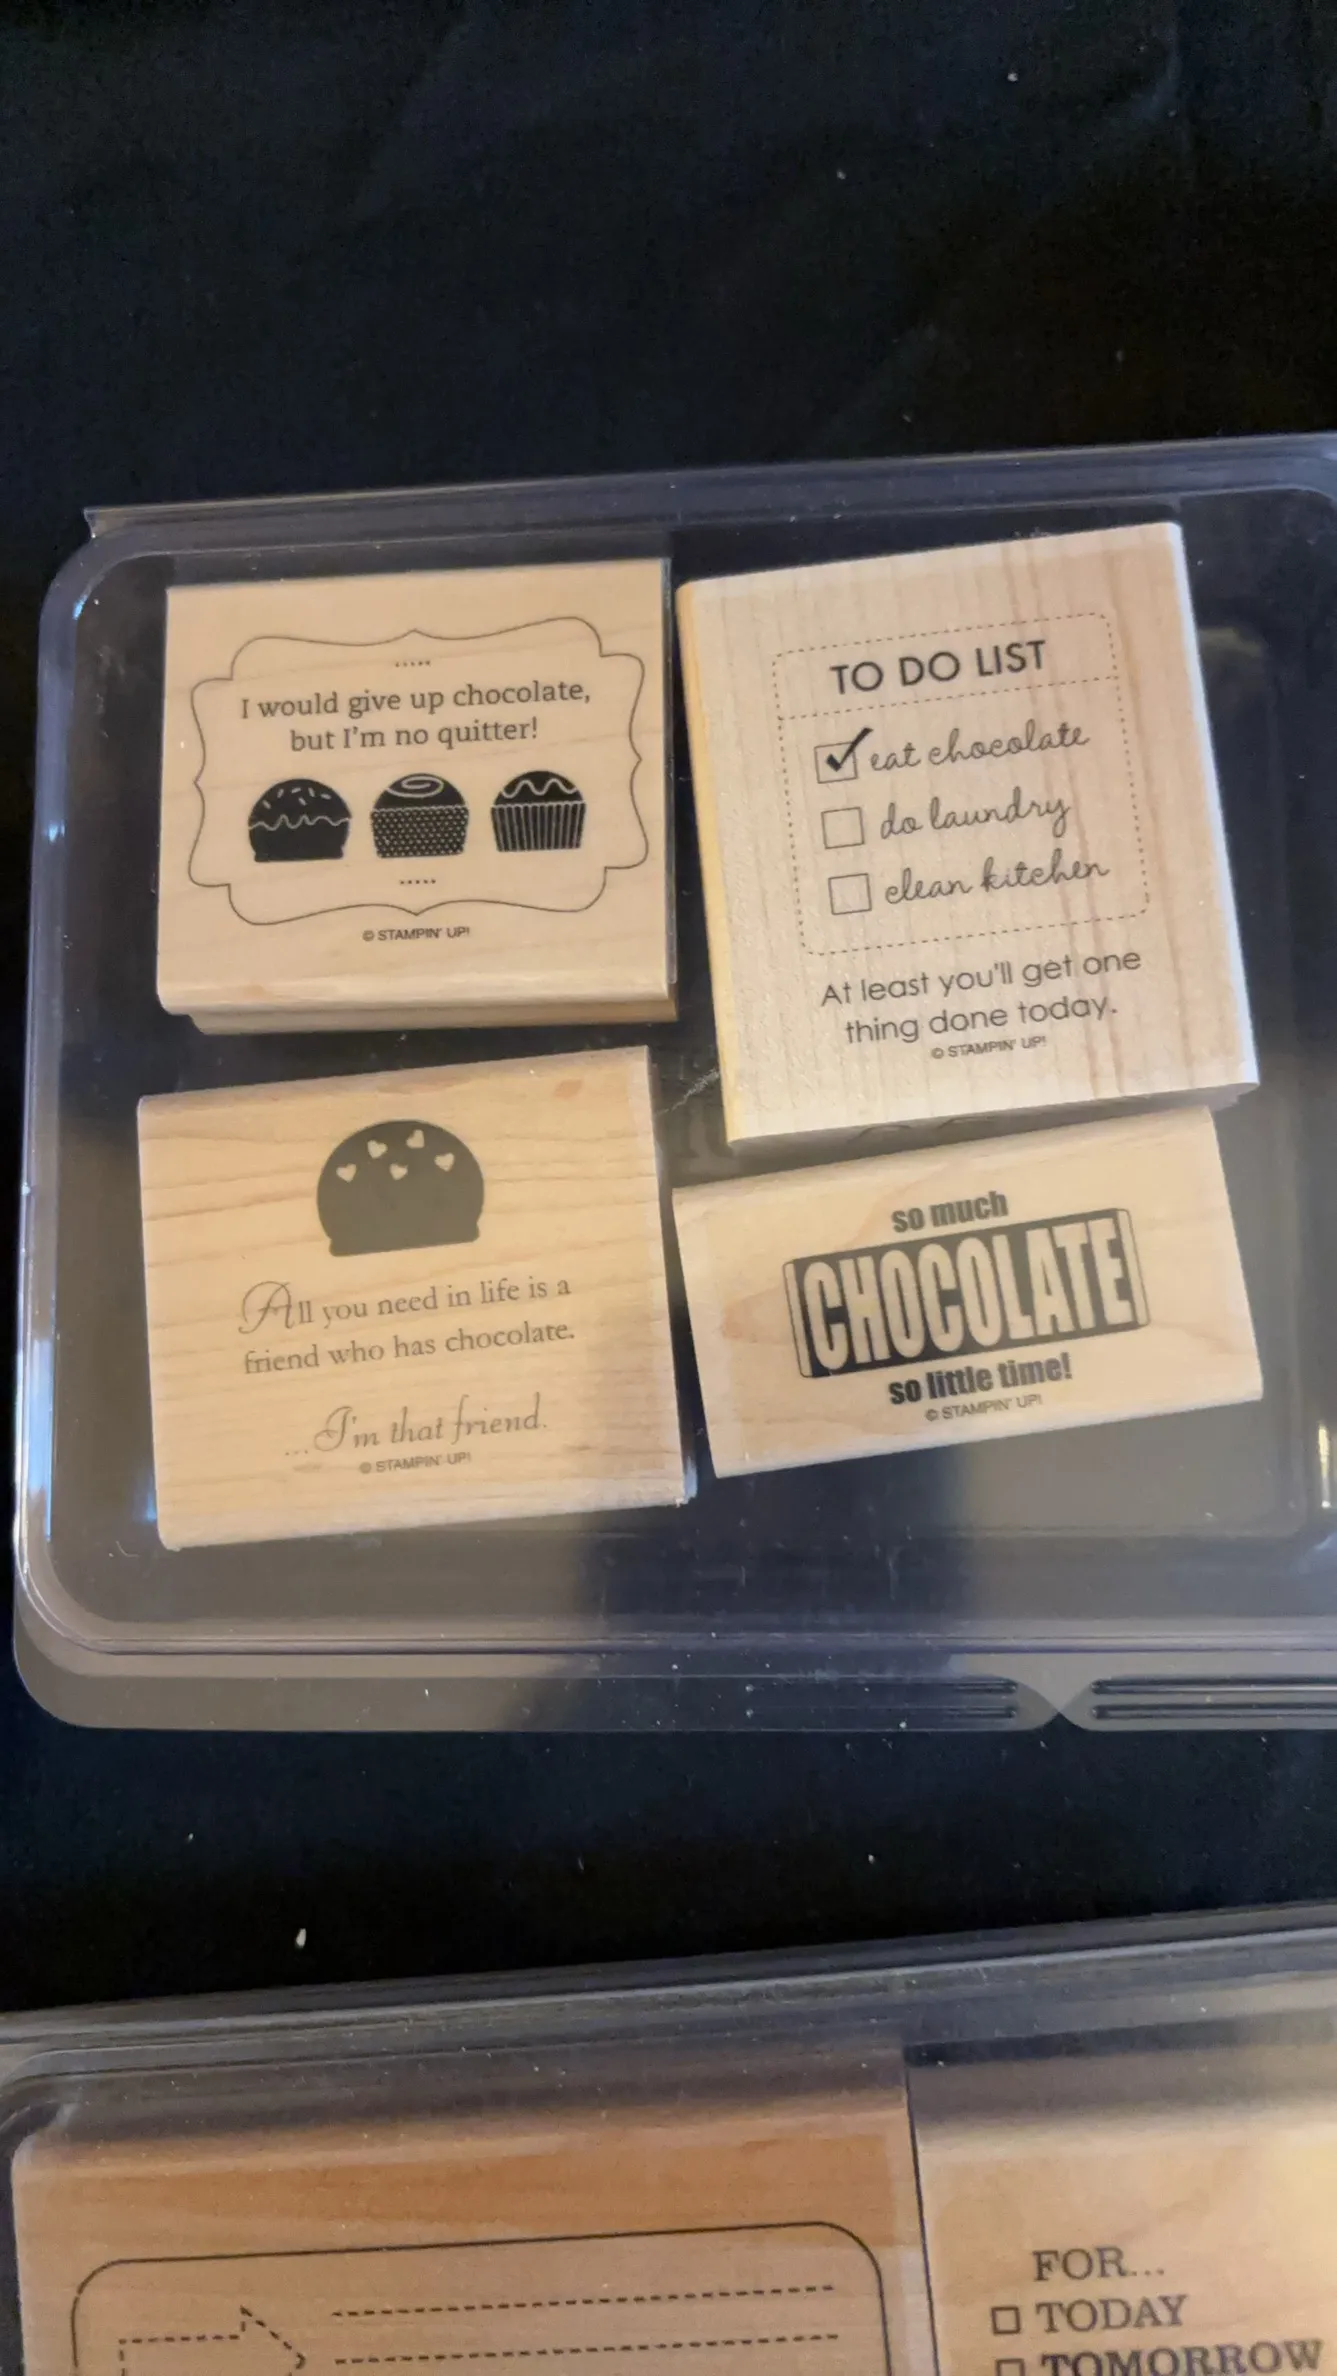 I would give up chocolate,
but I'm no quitter!
© STAMPIN' UP!
TO DO LIST
eat chocolate
do laundry
clean kitchen
At least you'll get one
thing done today.
© STAMPIN' UP!
All you need in life is a
friend who has chocolate.
...I'm that friend.
© STAMPIN' UP!
so much
CHOCOLATE
so little time!
© STAMPIN' UP!
FOR...
TODAY
TOMORROW